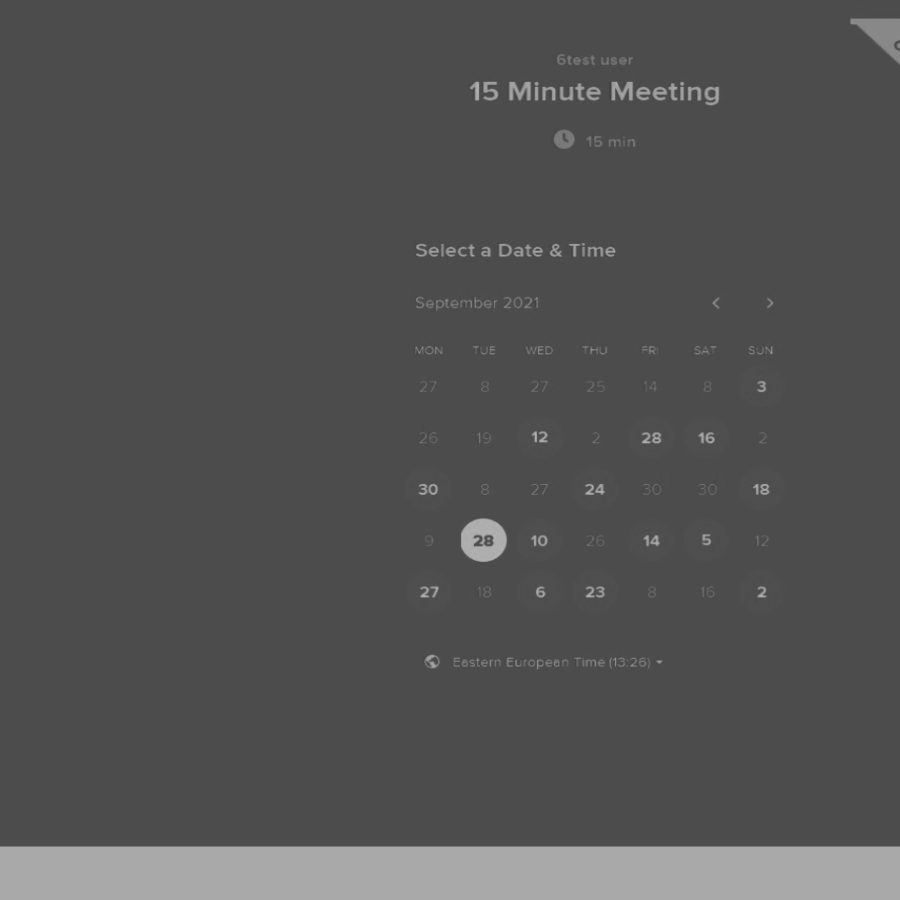 6test user
15 Minute Meeting
15 min
Select a Date & Time
September 2021
MON TUE WED THU FRI SAT SUN
27 8 27 25 14 8 3
26 19 12 2 28 16 2
30 8 27 24 30 30 18
9 28 10 26 14 5 12
27 18 6 23 8 16 2
Eastern European Time (13:26)